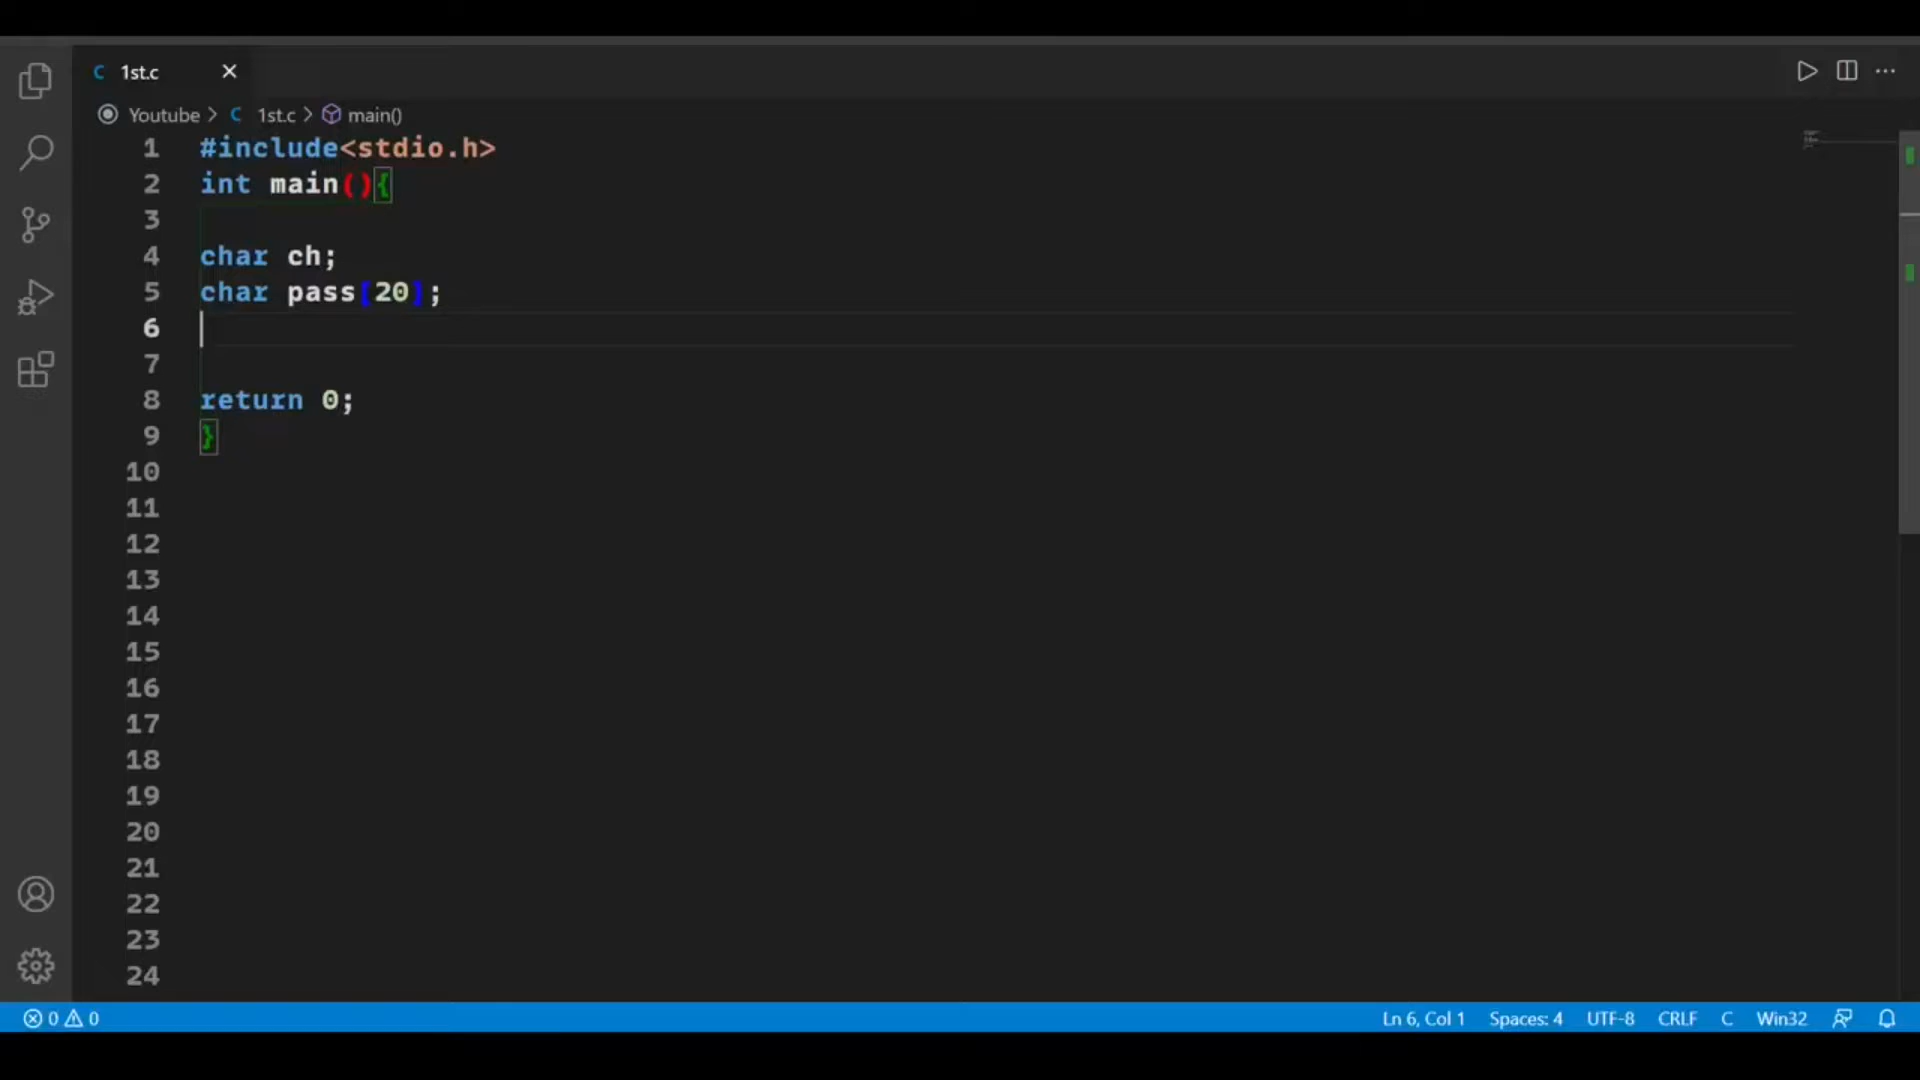 C 1st.c
Youtube > C 1st.c > main()
1 #include<stdio.h>
2 int main(){
3
4 char ch;
5 char pass[20];
6
7
8 return 0;
9 }
10
11
12
13
14
15
16
17
18
19
20
21
22
23
24
0 0 Ln 6, Col 1 Spaces: 4 UTF-8 CRLF C Win32